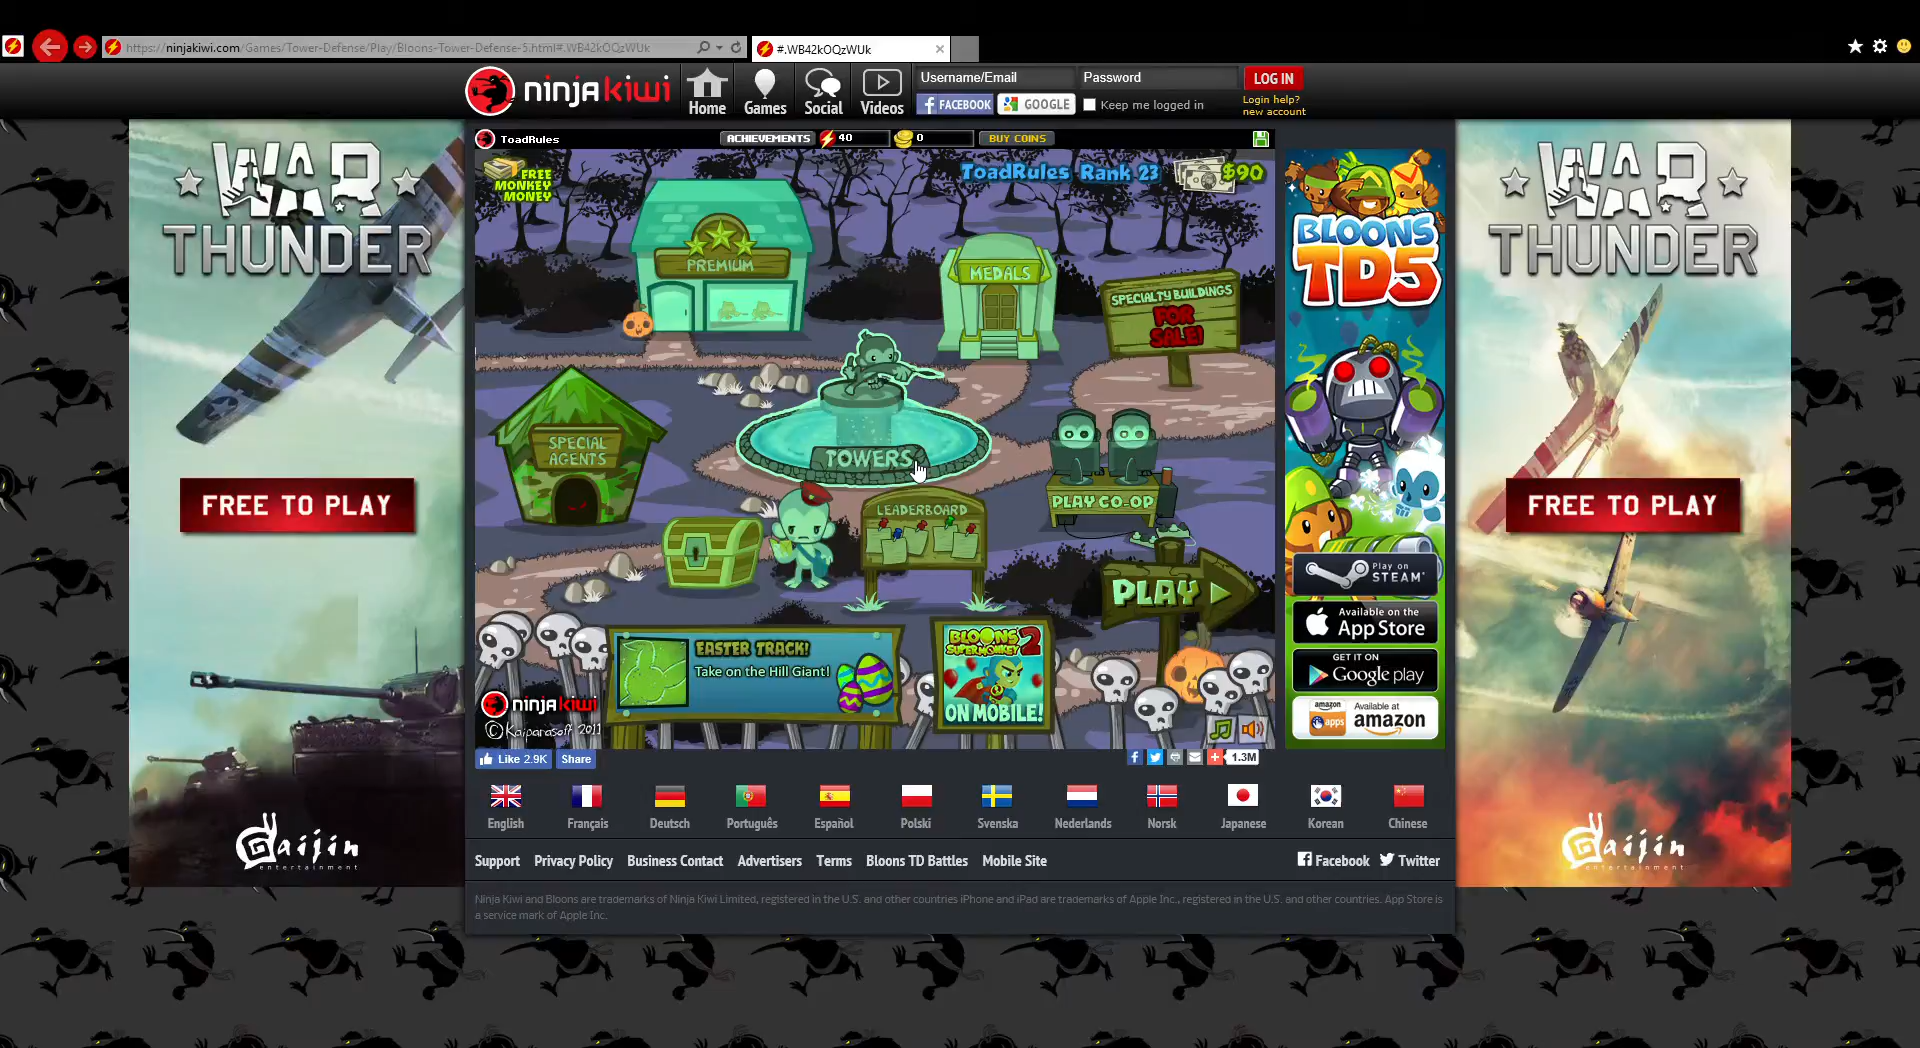 https://ninjakiwi.com/Games/Tower-Defense/Play/Bloons-Tower-Defense-5.html#.WB42kOQzWUk
#.WB42kOQzWUk
ninjakiwi
Home
Games
Social
Videos
Username/Email
Password
LOG IN
FACEBOOK
GOOGLE
Keep me logged in
Login help?
new account
ToadRules
ACHIEVEMENTS
40
0
BUY COINS
WAR
THUNDER
FREE TO PLAY
Gaijin
entertainment
FREE
MONKEY
MONEY
ToadRules Rank 23
$90
PREMIUM
MEDALS
SPECIALTY BUILDINGS
FOR
SALE!
SPECIAL
AGENTS
TOWERS
LEADERBOARD
PLAY CO-OP
PLAY
EASTER TRACK!
Take on the Hill Giant!
BLOONS
SUPERMONKEY 2
ON MOBILE!
ninjakiwi
© Kaiparasoft 2011
BLOONS
TD5
Play on
STEAM
Available on the
App Store
GET IT ON
Google play
amazon
apps
Available at
amazon
WAR
THUNDER
FREE TO PLAY
Gaijin
entertainment
Like 2.9K
Share
1.3M
English
Français
Deutsch
Português
Español
Polski
Svenska
Nederlands
Norsk
Japanese
Korean
Chinese
Support
Privacy Policy
Business Contact
Advertisers
Terms
Bloons TD Battles
Mobile Site
Facebook
Twitter
Ninja Kiwi and Bloons are trademarks of Ninja Kiwi Limited, registered in the U.S. and other countries iPhone and iPad are trademarks of Apple Inc., registered in the U.S. and other countries. App Store is
a service mark of Apple Inc.